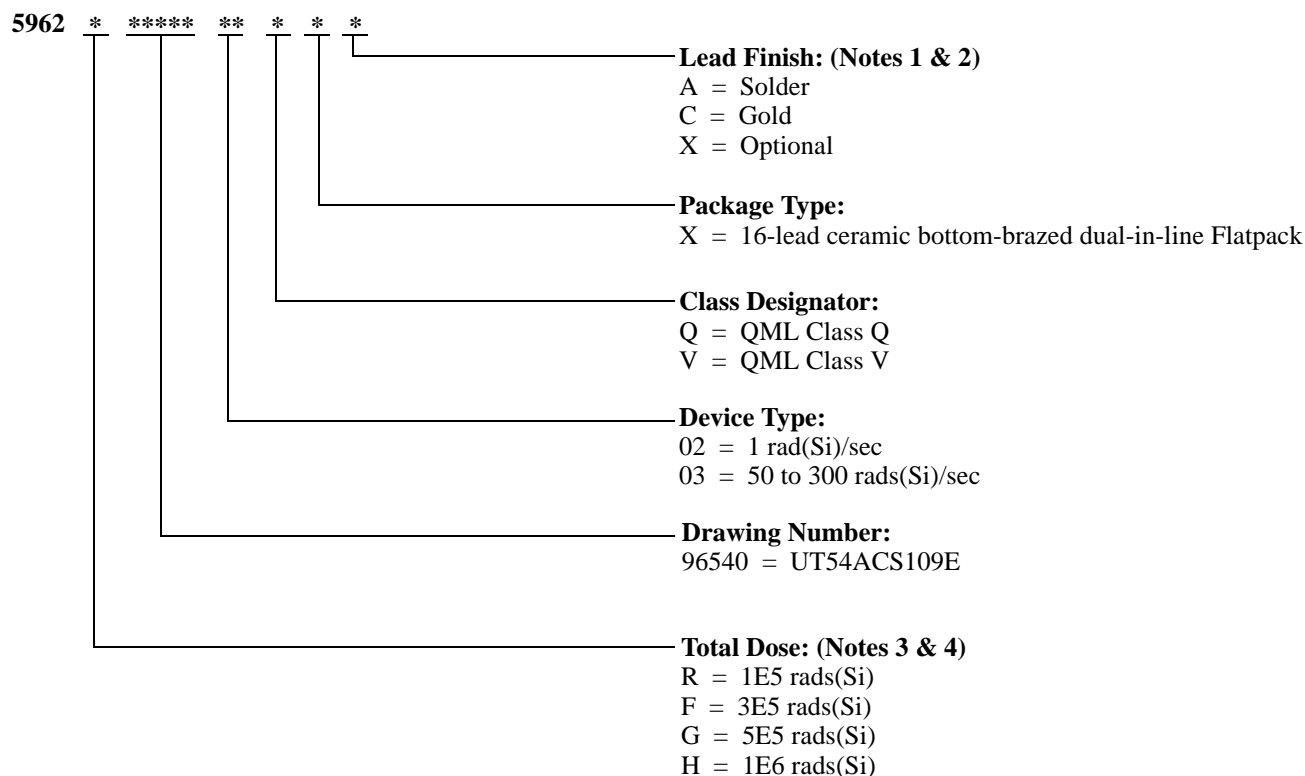 5962 * ***** ** * * *
Lead Finish: (Notes 1 & 2)
A = Solder
C = Gold
X = Optional
Package Type:
X = 16-lead ceramic bottom-brazed dual-in-line Flatpack
Class Designator:
Q = QML Class Q
V = QML Class V
Device Type:
02 = 1 rad(Si)/sec
03 = 50 to 300 rads(Si)/sec
Drawing Number:
96540 = UT54ACS109E
Total Dose: (Notes 3 & 4)
R = 1E5 rads(Si)
F = 3E5 rads(Si)
G = 5E5 rads(Si)
H = 1E6 rads(Si)